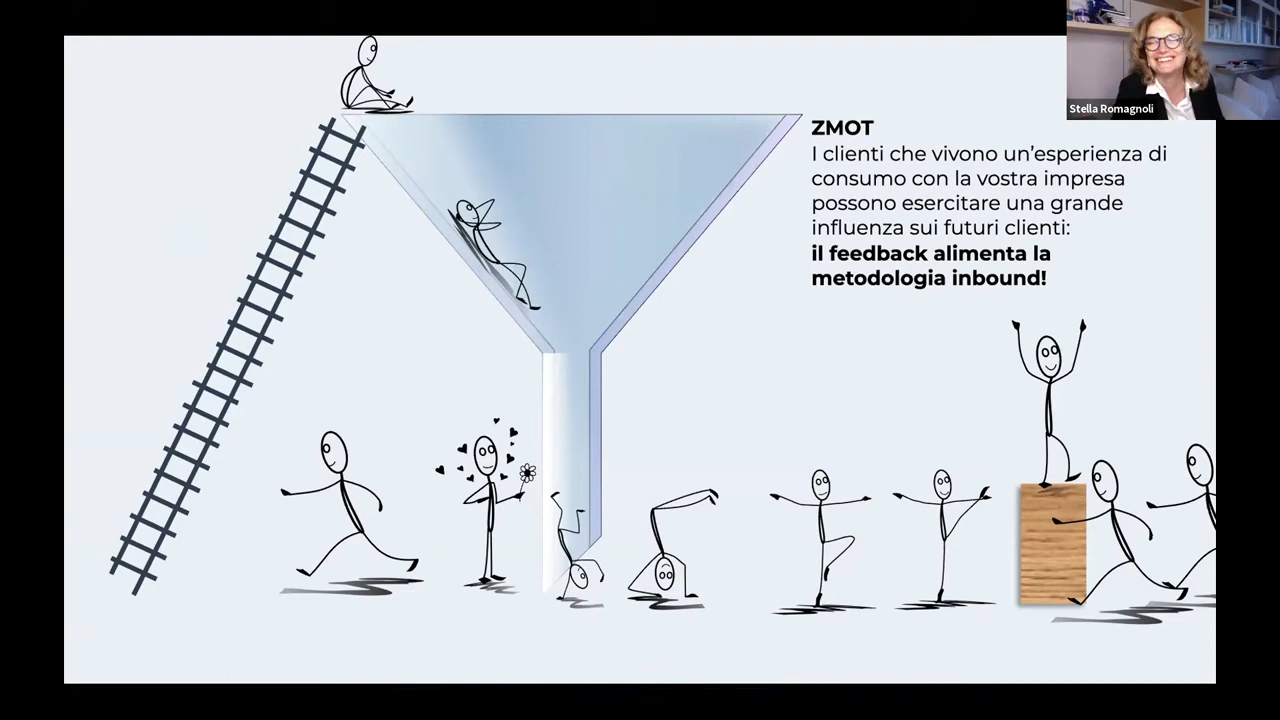 Stella Romagnoli
ZMOT
I clienti che vivono un'esperienza di
consumo con la vostra impresa
possono esercitare una grande
influenza sui futuri clienti:
il feedback alimenta la
metodologia inbound!